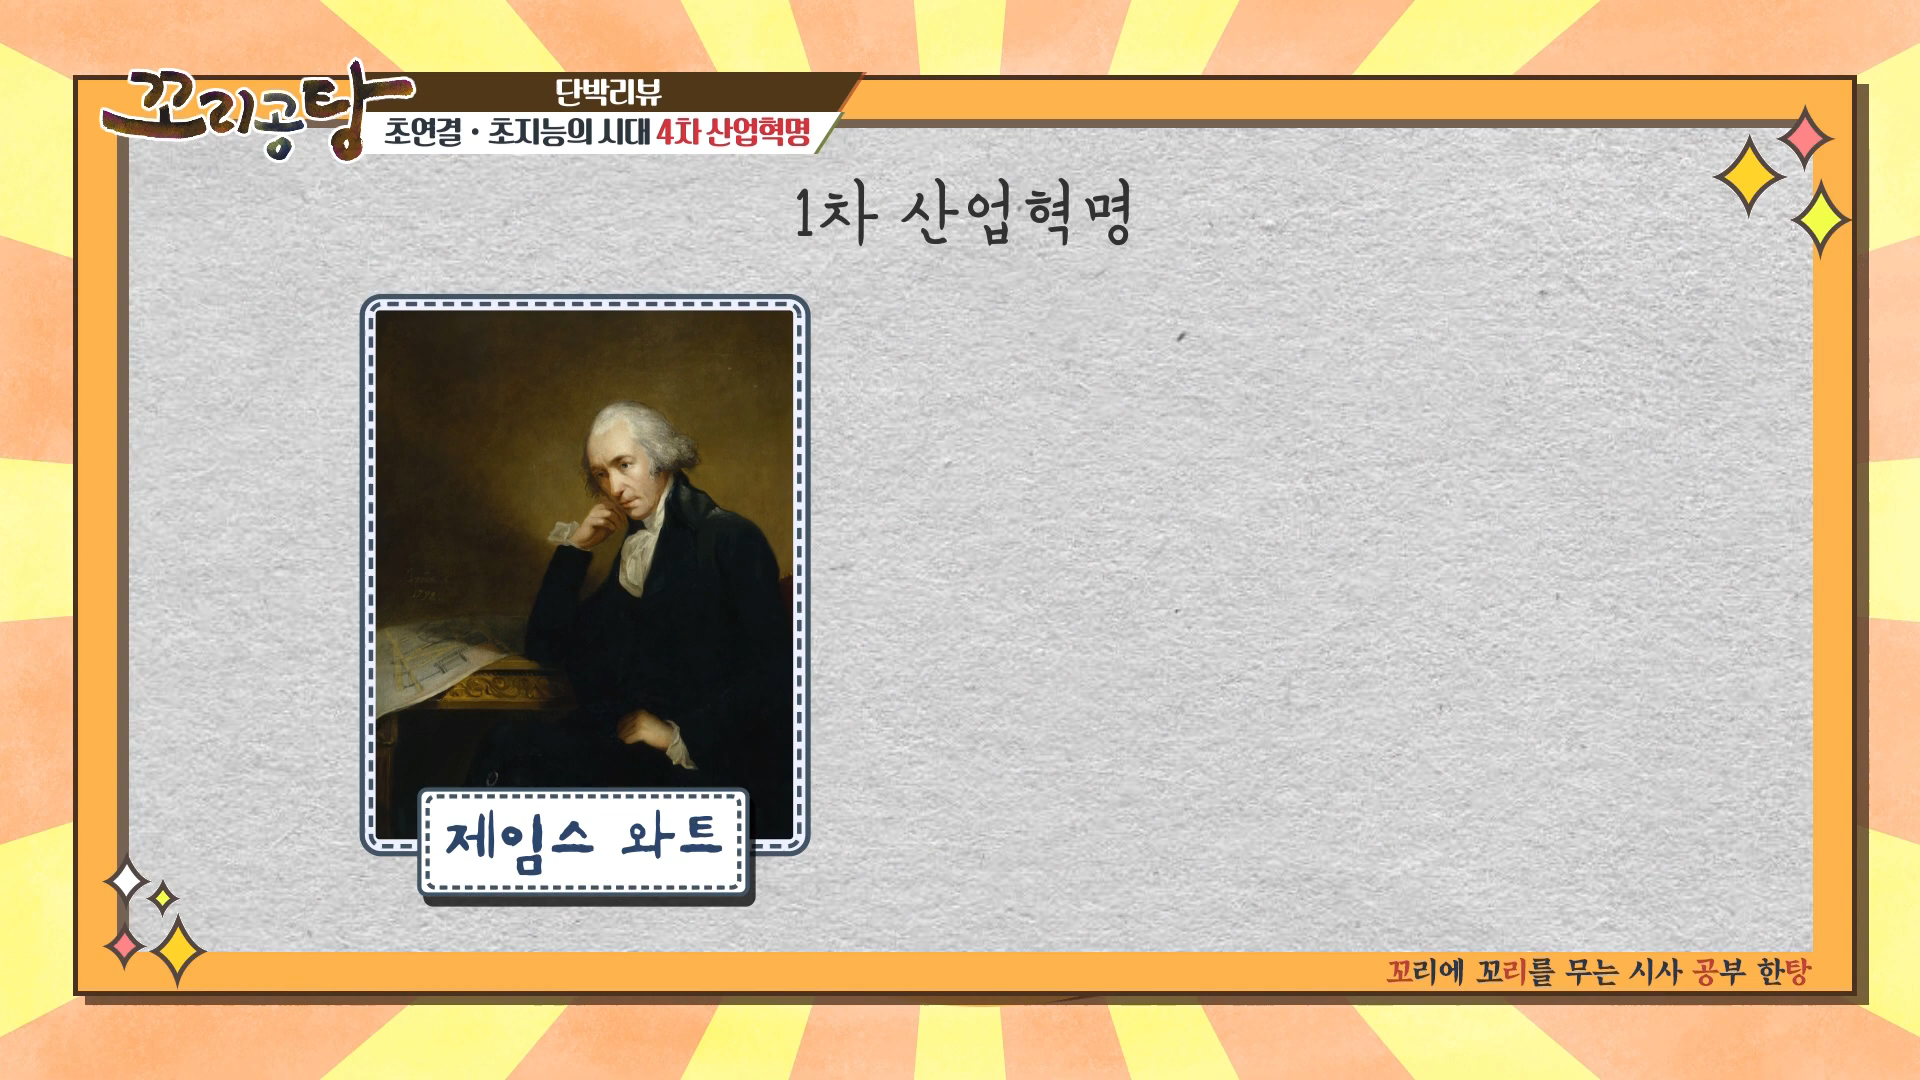 꼬리공탕
단박리뷰
초연결·초지능의 시대 4차 산업혁명
1차 산업혁명
1792
제임스 와트
꼬리에 꼬리를 무는 시사 공부 한탕